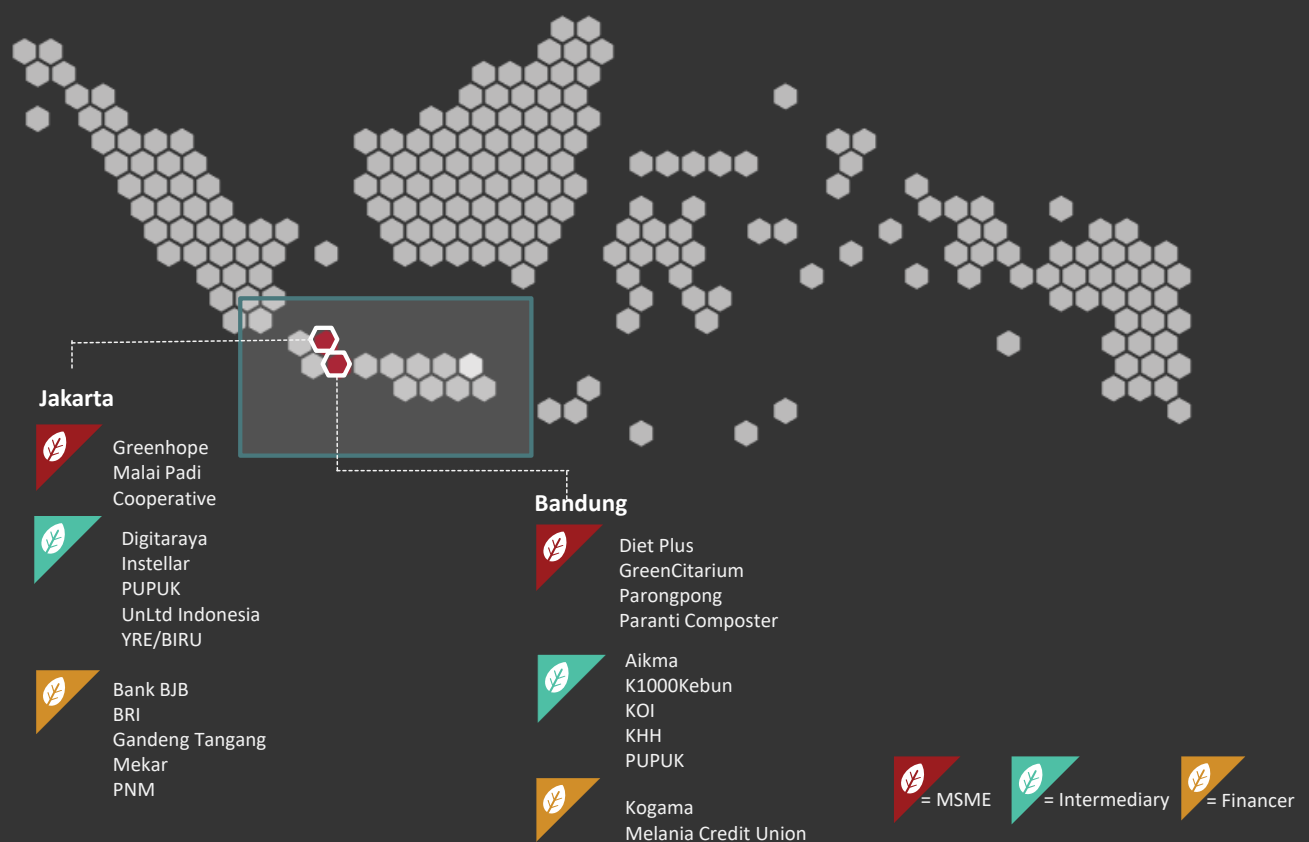 Jakarta
Greenhope
Malai Padi
Cooperative
Digitaraya
Instellar
PUPUK
UnLtd Indonesia
YRE/BIRU
Bank BJB
BRI
Gandeng Tangang
Mekar
PNM
Bandung
Diet Plus
GreenCitarium
Parongpong
Paranti Composter
Aikma
K1000Kebun
KOI
KHH
PUPUK
Kogama
Melania Credit Union
= MSME
= Intermediary
= Financer